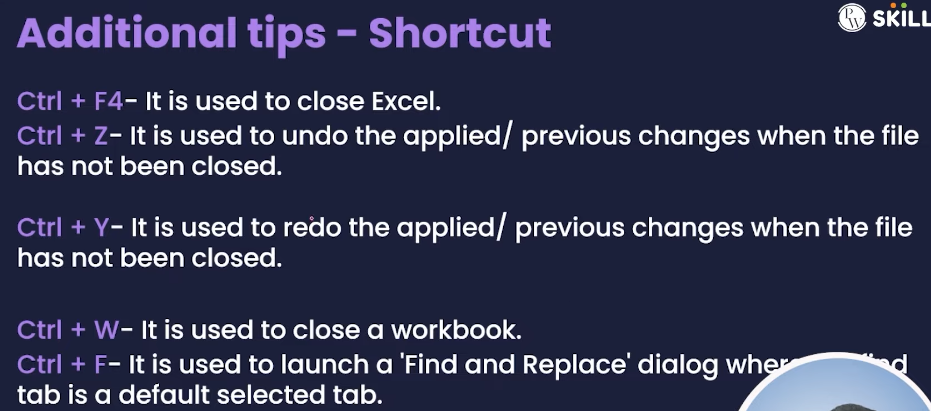 Additional tips - Shortcut
PW SKILL
Ctrl + F4- It is used to close Excel.
Ctrl + Z- It is used to undo the applied/ previous changes when the file
has not been closed.
Ctrl + Y- It is used to redo the applied/ previous changes when the file
has not been closed.
Ctrl + W- It is used to close a workbook.
Ctrl + F- It is used to launch a 'Find and Replace' dialog
tab is a default selected tab.